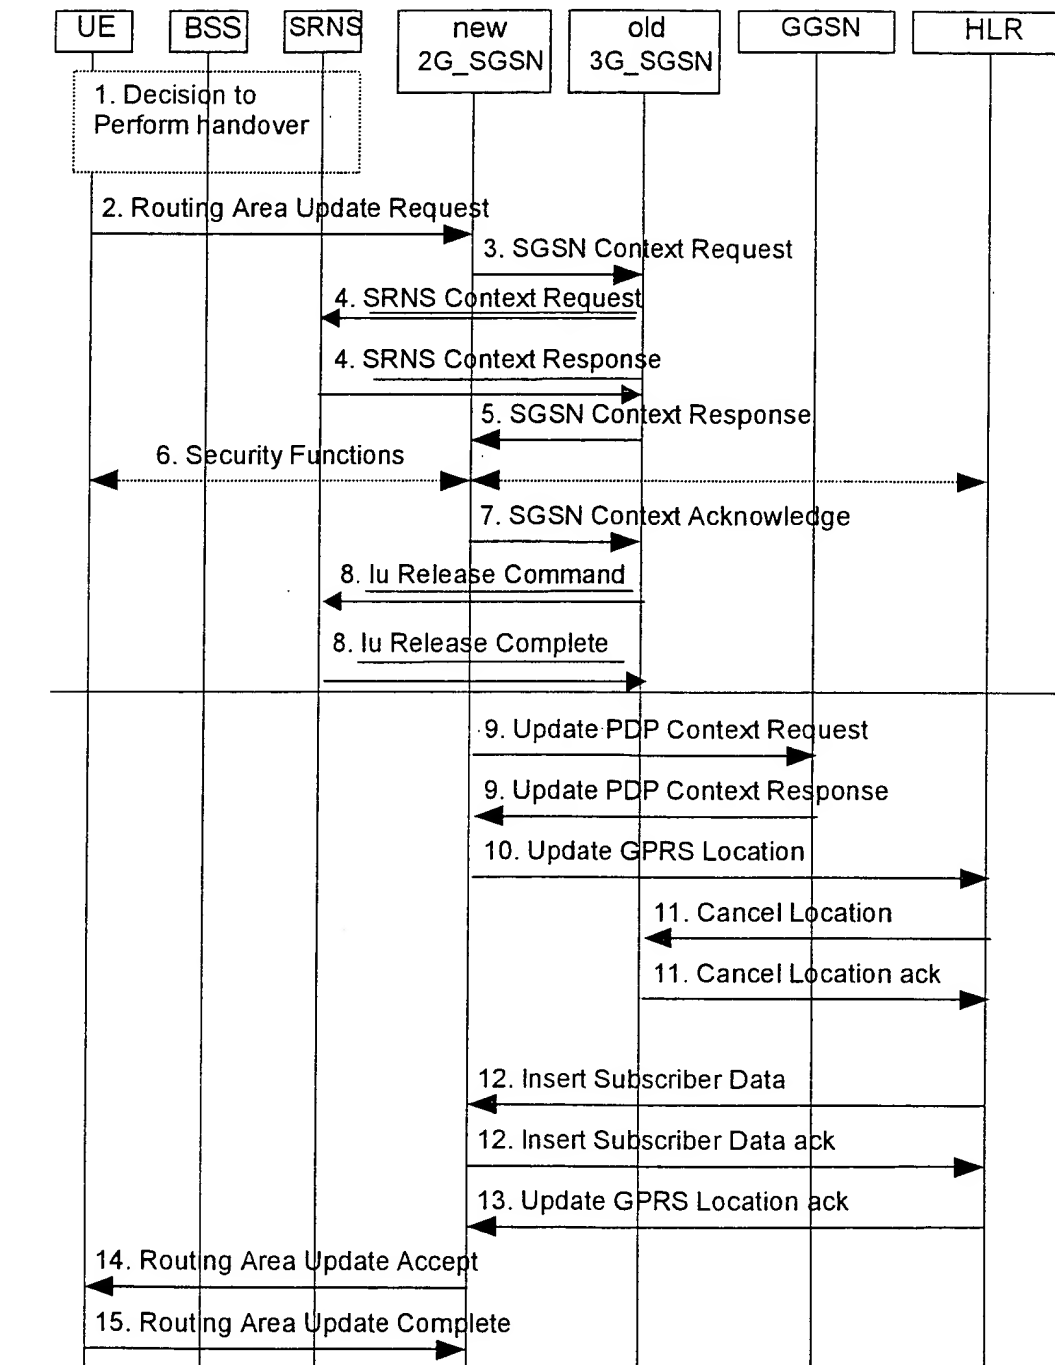 UE
BSS
SRNS
new
2G_SGSN
old
3G_SGSN
GGSN
HLR
1. Decision to
Perform handover
2. Routing Area Update Request
3. SGSN Context Request
4. SRNS Context Request
4. SRNS Context Response
5. SGSN Context Response
6. Security Functions
7. SGSN Context Acknowledge
8. Iu Release Command
8. Iu Release Complete
9. Update PDP Context Request
9. Update PDP Context Response
10. Update GPRS Location
11. Cancel Location
11. Cancel Location ack
12. Insert Subscriber Data
12. Insert Subscriber Data ack
13. Update GPRS Location ack
14. Routing Area Update Accept
15. Routing Area Update Complete